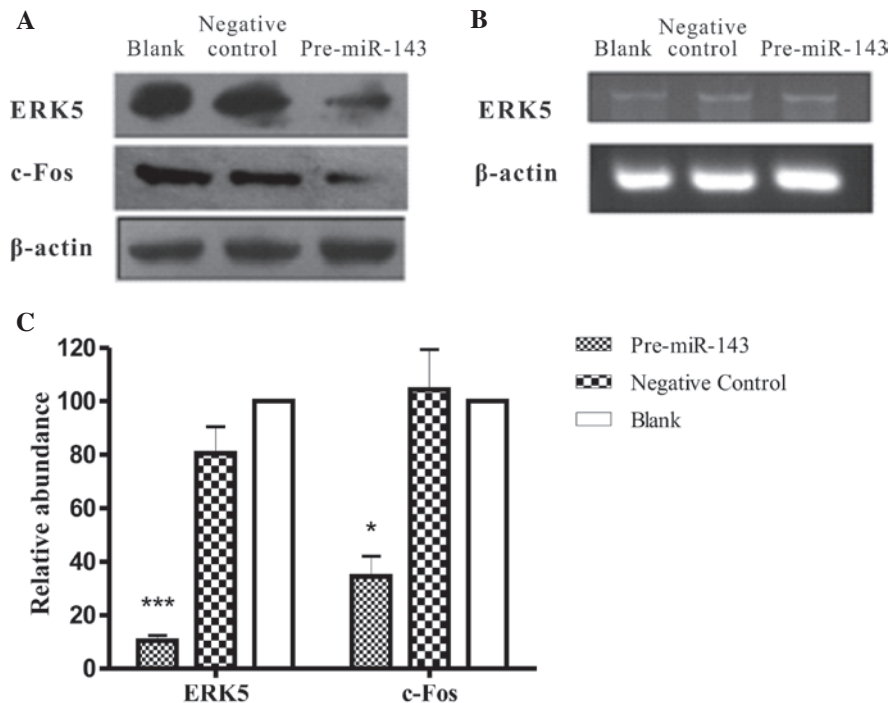 A
Blank
Negative
control
Pre-miR-143
ERK5
c-Fos
β-actin
B
Blank
Negative
control
Pre-miR-143
ERK5
β-actin
C
Relative abundance
120
100
80
60
40
20
0
***
*
ERK5
c-Fos
Pre-miR-143
Negative Control
Blank